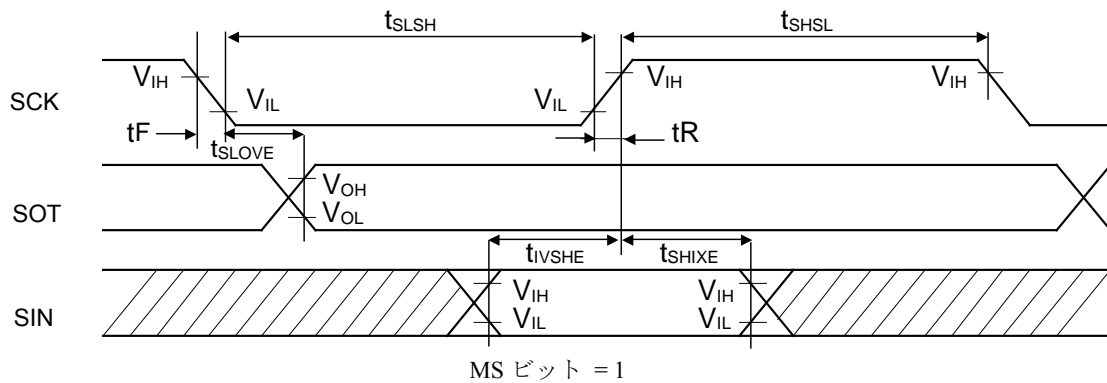 tSLSH
tSHSL
SCK
VIH
VIL
VIL
VIH
VIH
tF
tSLOVE
tR
SOT
VOH
VOL
tIVSHE
tSHIXE
SIN
VIH
VIL
VIH
VIL
MS ビット = 1